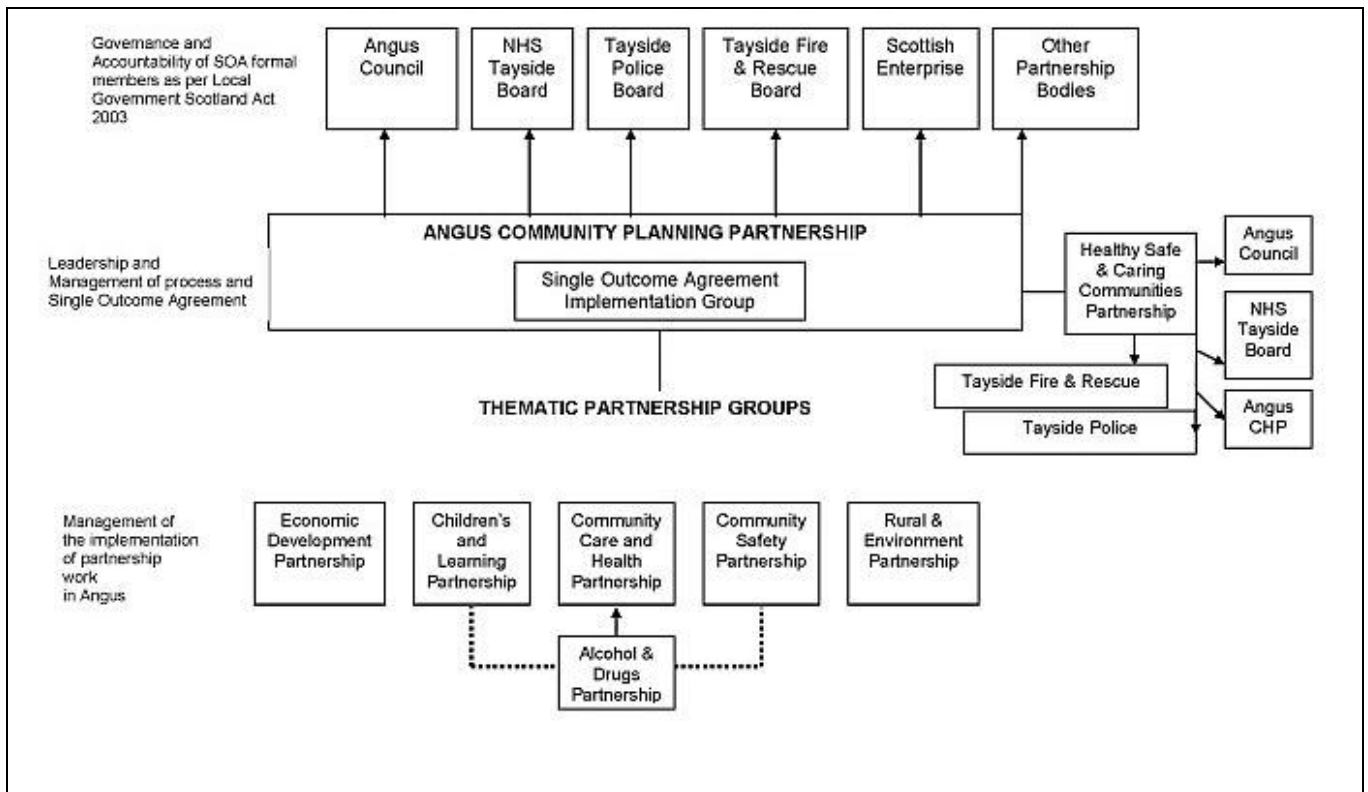 Governance and
Accountability of SOA formal
members as per Local
Government Scotland Act
2003
Angus
Council
NHS
Tayside
Board
Tayside
Police
Board
Tayside Fire
& Rescue
Board
Scottish
Enterprise
Other
Partnership
Bodies
Leadership and
Management of process and
Single Outcome Agreement
ANGUS COMMUNITY PLANNING PARTNERSHIP
Single Outcome Agreement
Implementation Group
Healthy Safe
& Caring
Communities
Partnership
Angus
Council
NHS
Tayside
Board
Angus
CHP
Tayside Fire & Rescue
Tayside Police
THEMATIC PARTNERSHIP GROUPS
Management of
the implementation
of partnership
work
in Angus
Economic
Development
Partnership
Children's
and
Learning
Partnership
Community
Care and
Health
Partnership
Community
Safety
Partnership
Rural &
Environment
Partnership
Alcohol &
Drugs
Partnership